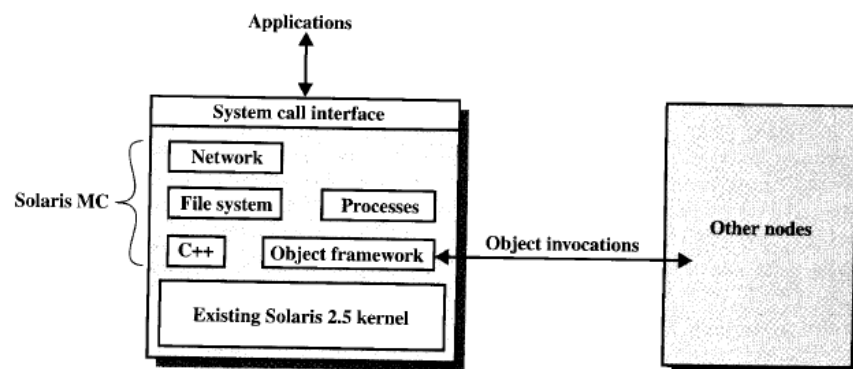 Applications
System call interface
Network
Solaris MC
File system
Processes
C++
Object framework
Object invocations
Other nodes
Existing Solaris 2.5 kernel